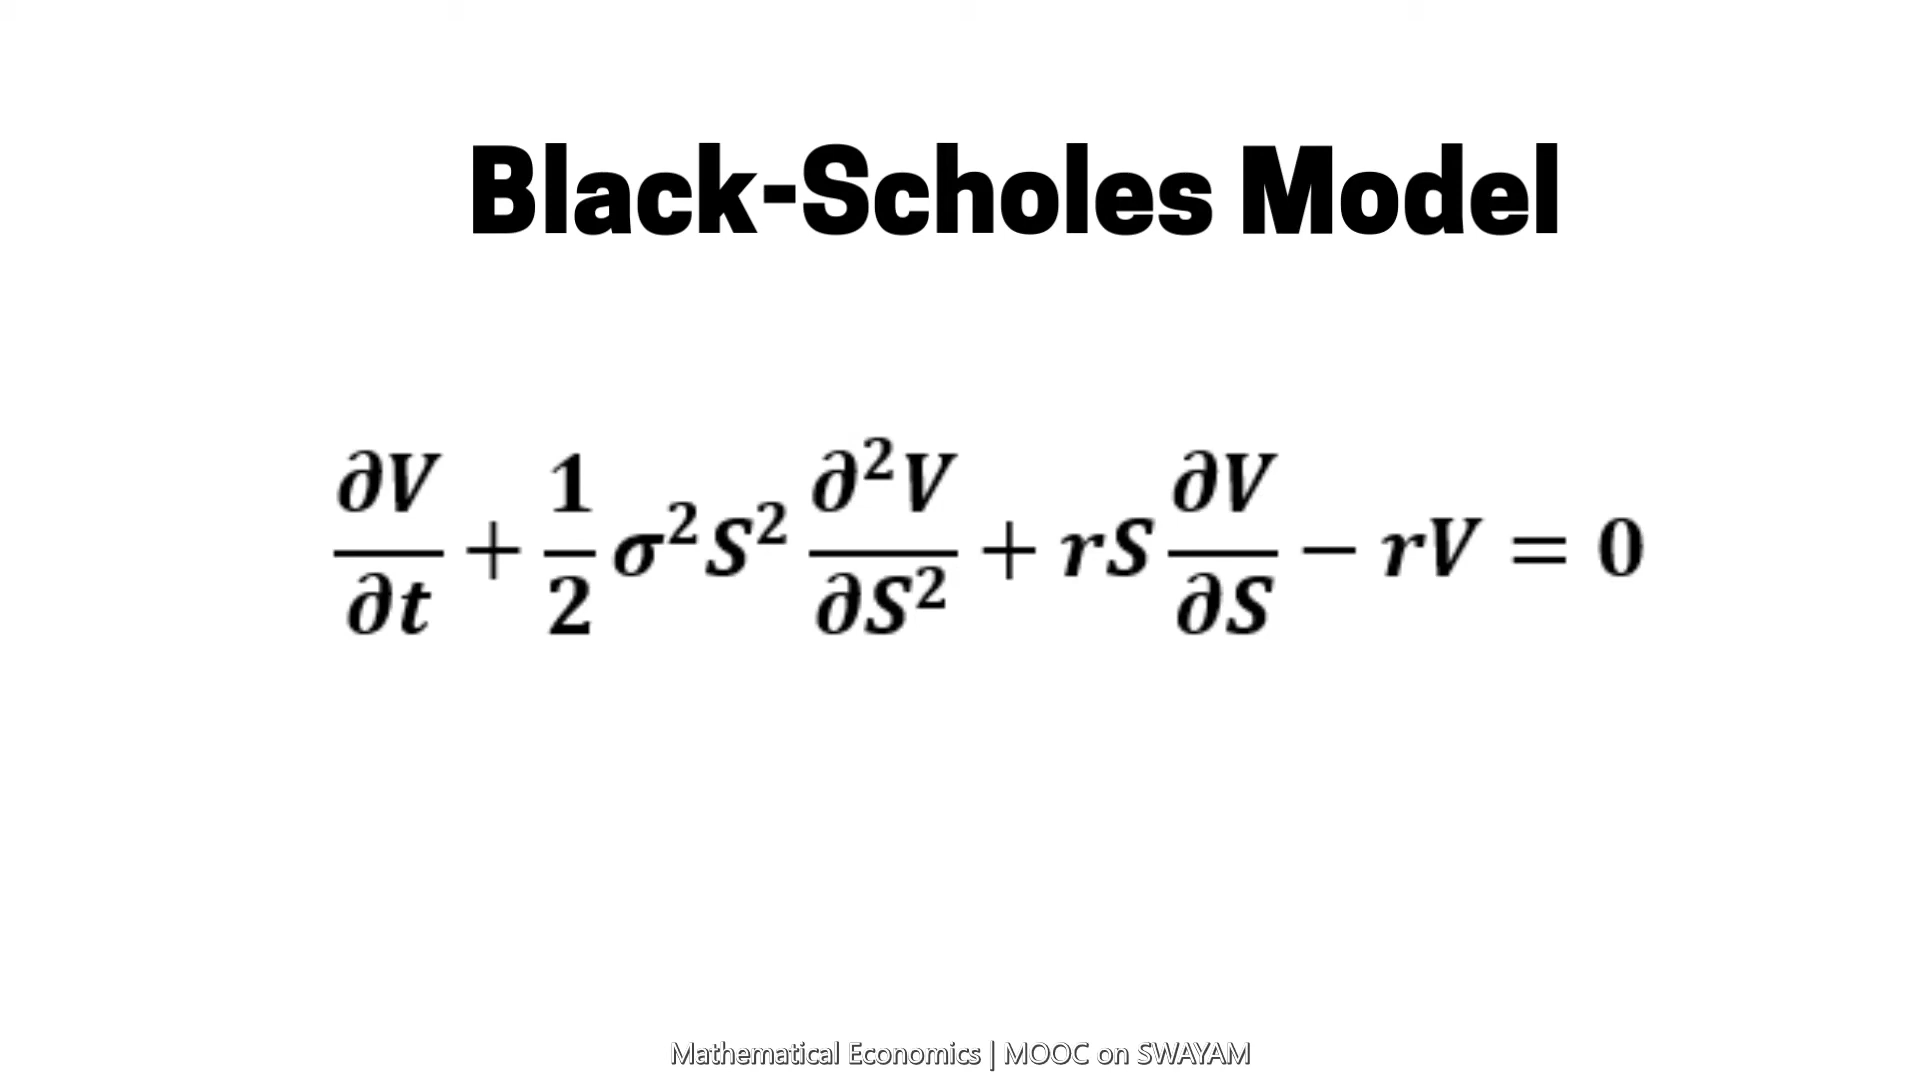 Black-Scholes Model
∂V/∂t + 1/2 σ²S² ∂²V/∂S² + rS ∂V/∂S − rV = 0
Mathematical Economics | MOOC on SWAYAM